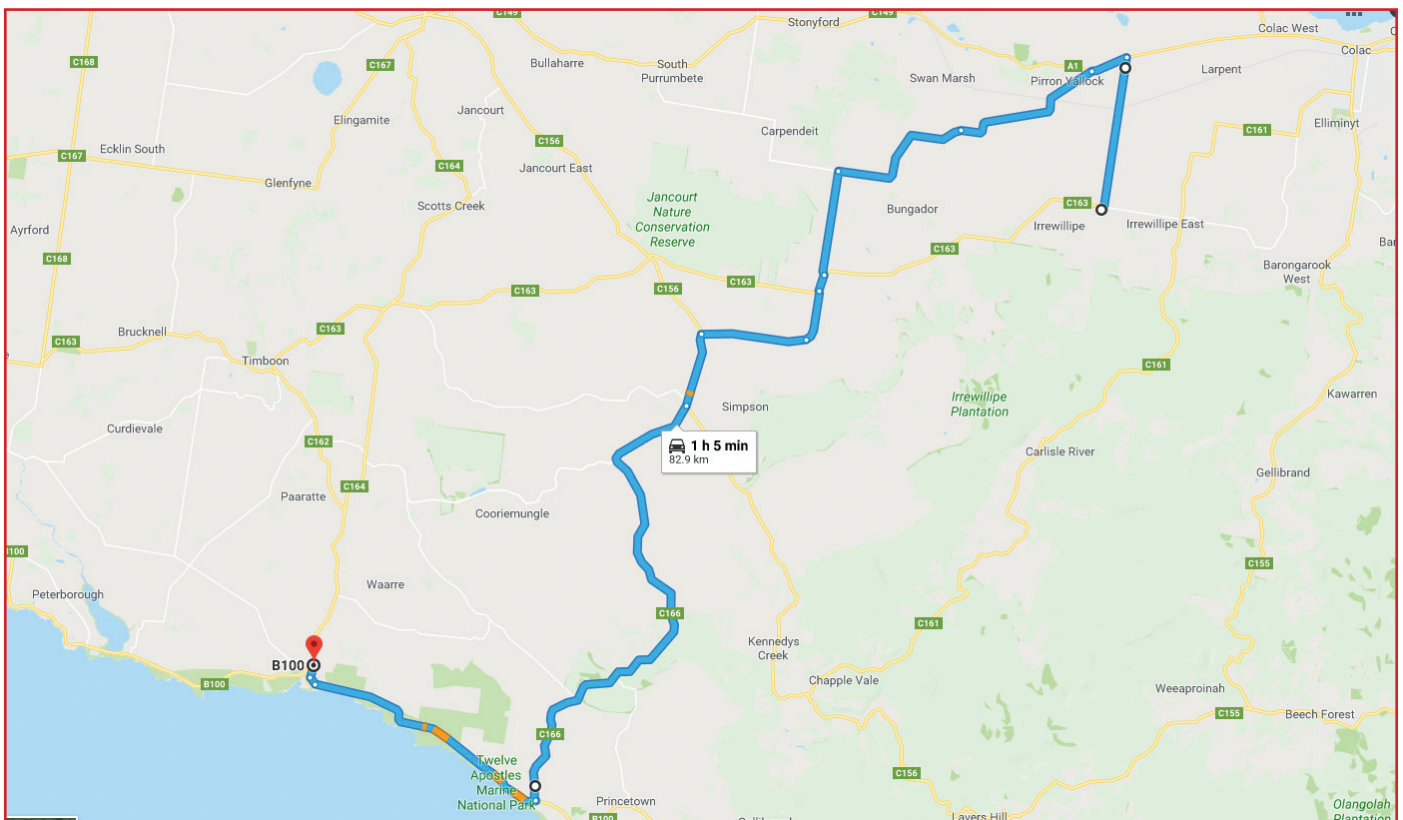 C149
C149
Stonyford
Colac West
Colac
C168
C167
Bullaharre
South
Purrumbete
A1
Swan Marsh
Pirron Yallock
Larpent
Elingamite
Jancourt
Carpendeit
C161
Elliminyt
Ecklin South
C167
C156
C164
Jancourt East
Glenfyne
Scotts Creek
Jancourt
Nature
Conservation
Reserve
Bungador
C163
Irrewillipe
Irrewillipe East
Ayrford
C168
C163
Barongarook
West
C163
C156
C163
Brucknell
C163
C163
Timboon
C161
Simpson
Irrewillipe
Plantation
Kawarren
Curdievale
C162
1 h 5 min
82.9 km
Carlisle River
Gellibrand
Paaratte
C164
Cooriemungle
Waarre
C155
Peterborough
C166
C161
Kennedys
Creek
B100
B100
Chapple Vale
Weeaproinah
C155
Beech Forest
C166
Twelve
Apostles
Marine
National Park
C156
Princetown
B100
Lavers Hill
Olangolah
Plantation